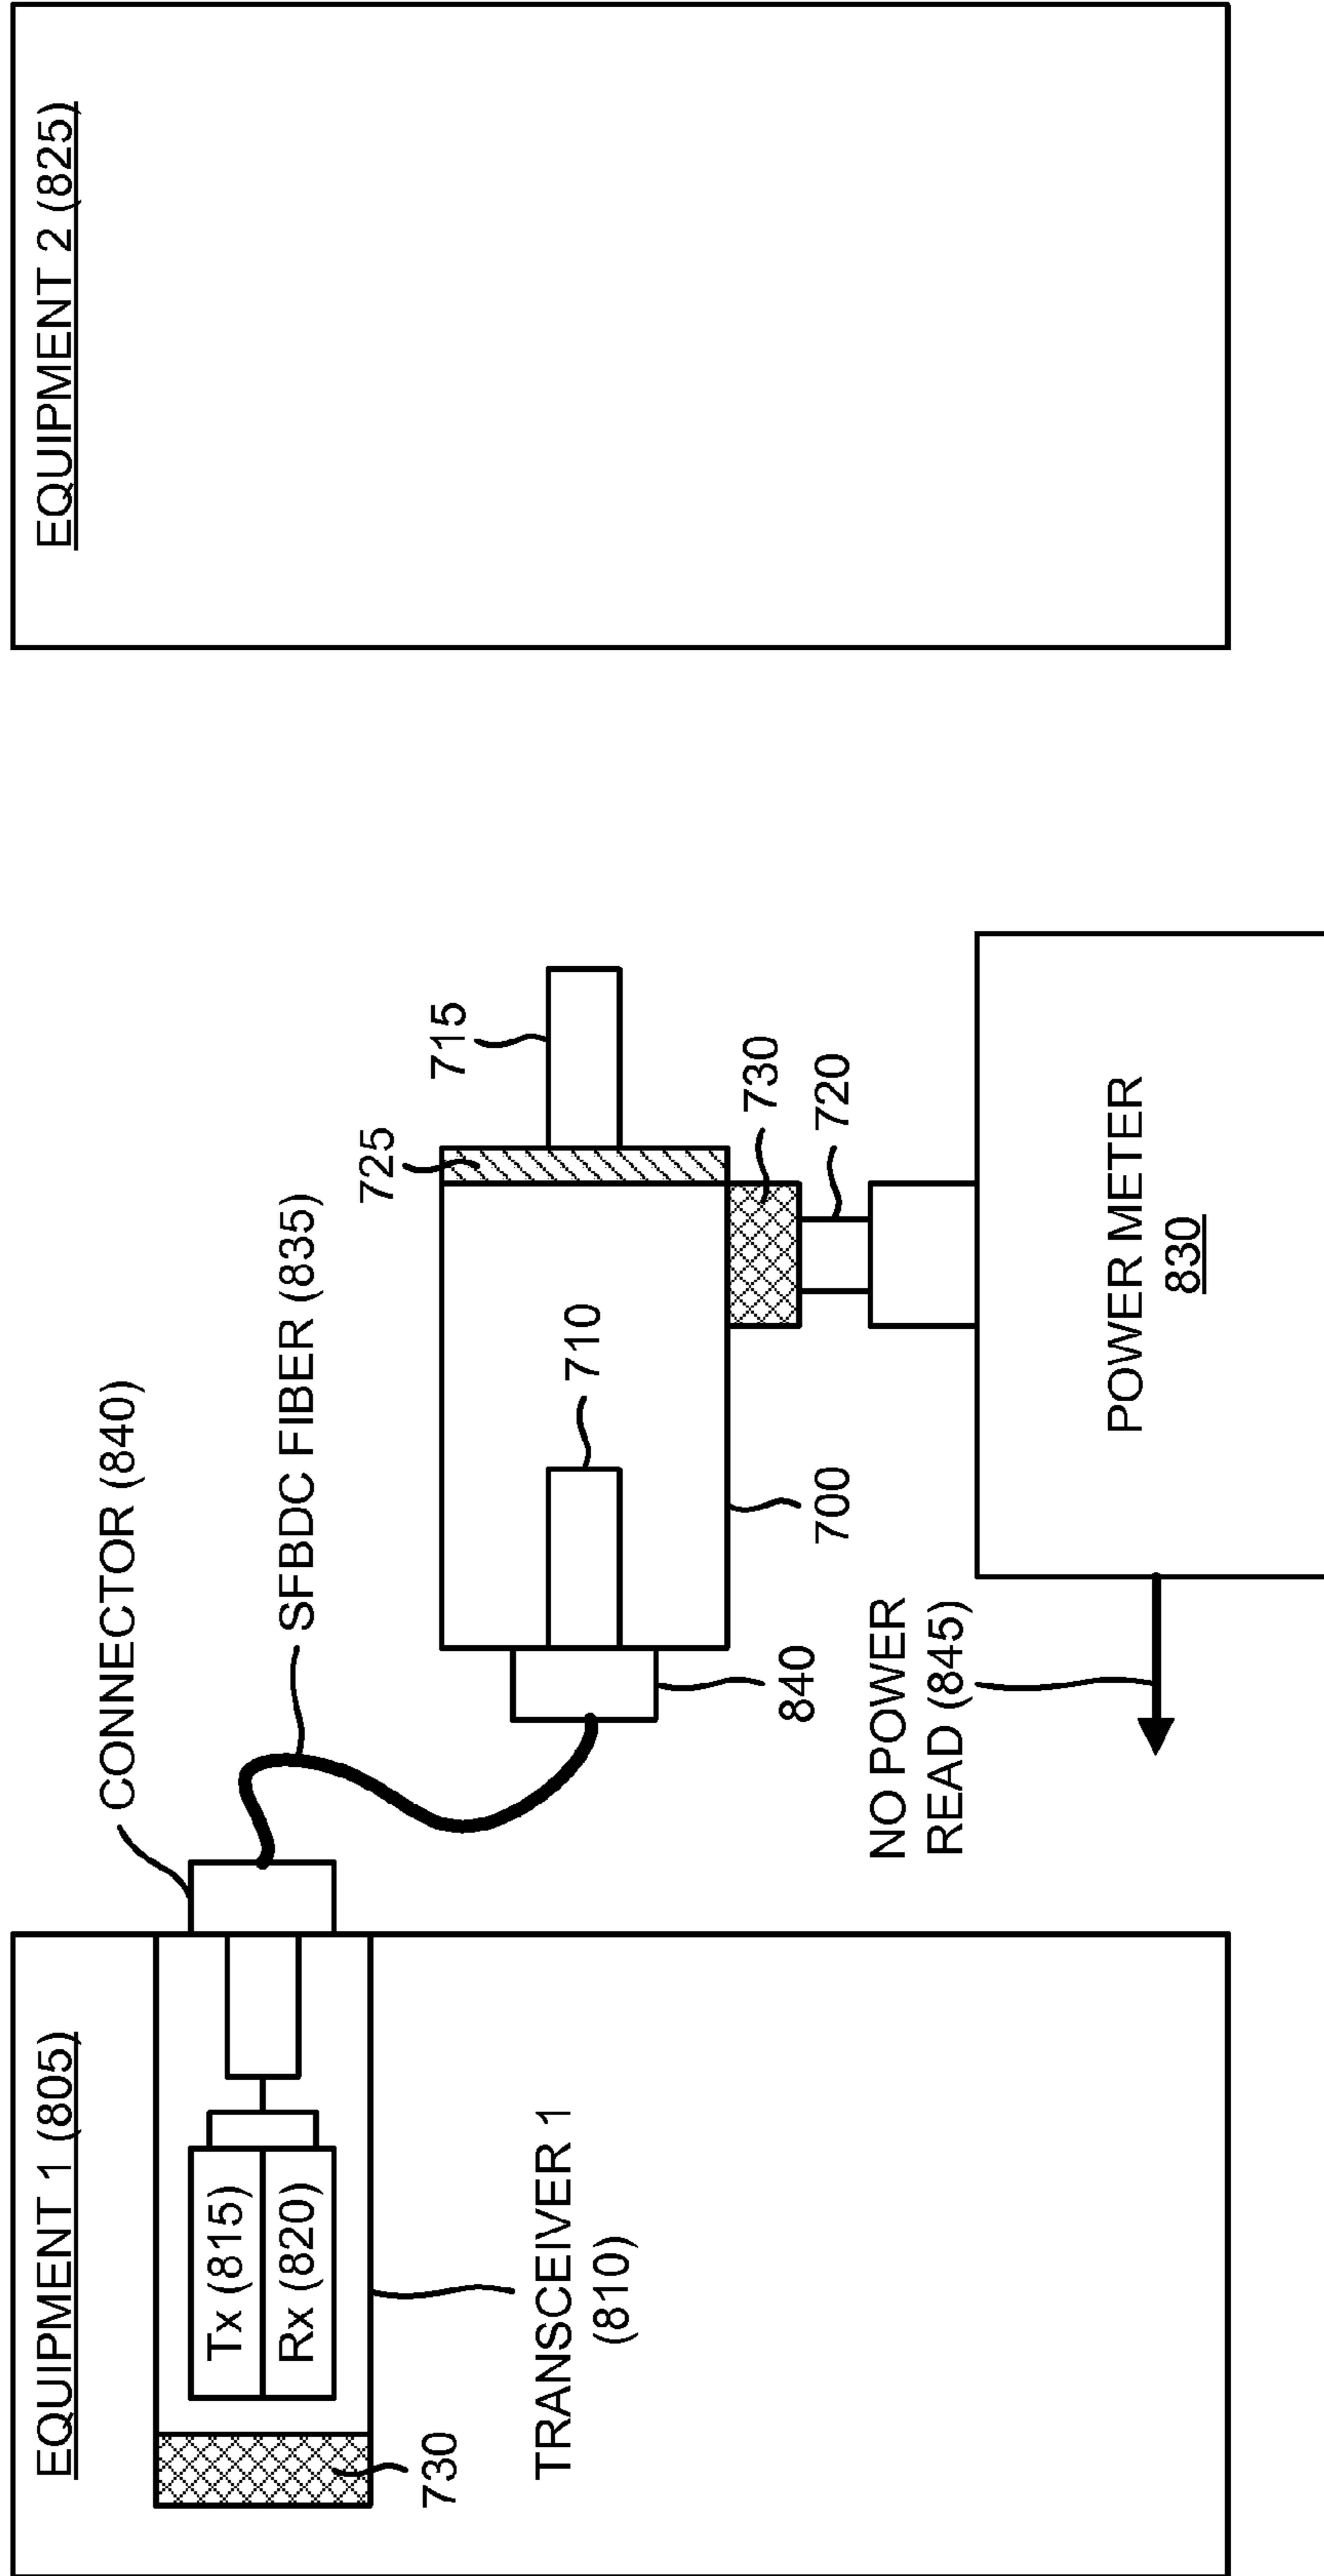 EQUIPMENT 1 (805)
Tx (815)
Rx (820)
730
TRANSCEIVER 1
(810)
CONNECTOR (840)
SFBDC FIBER (835)
840
710
700
725
715
730
720
NO POWER
READ (845)
POWER METER
830
EQUIPMENT 2 (825)